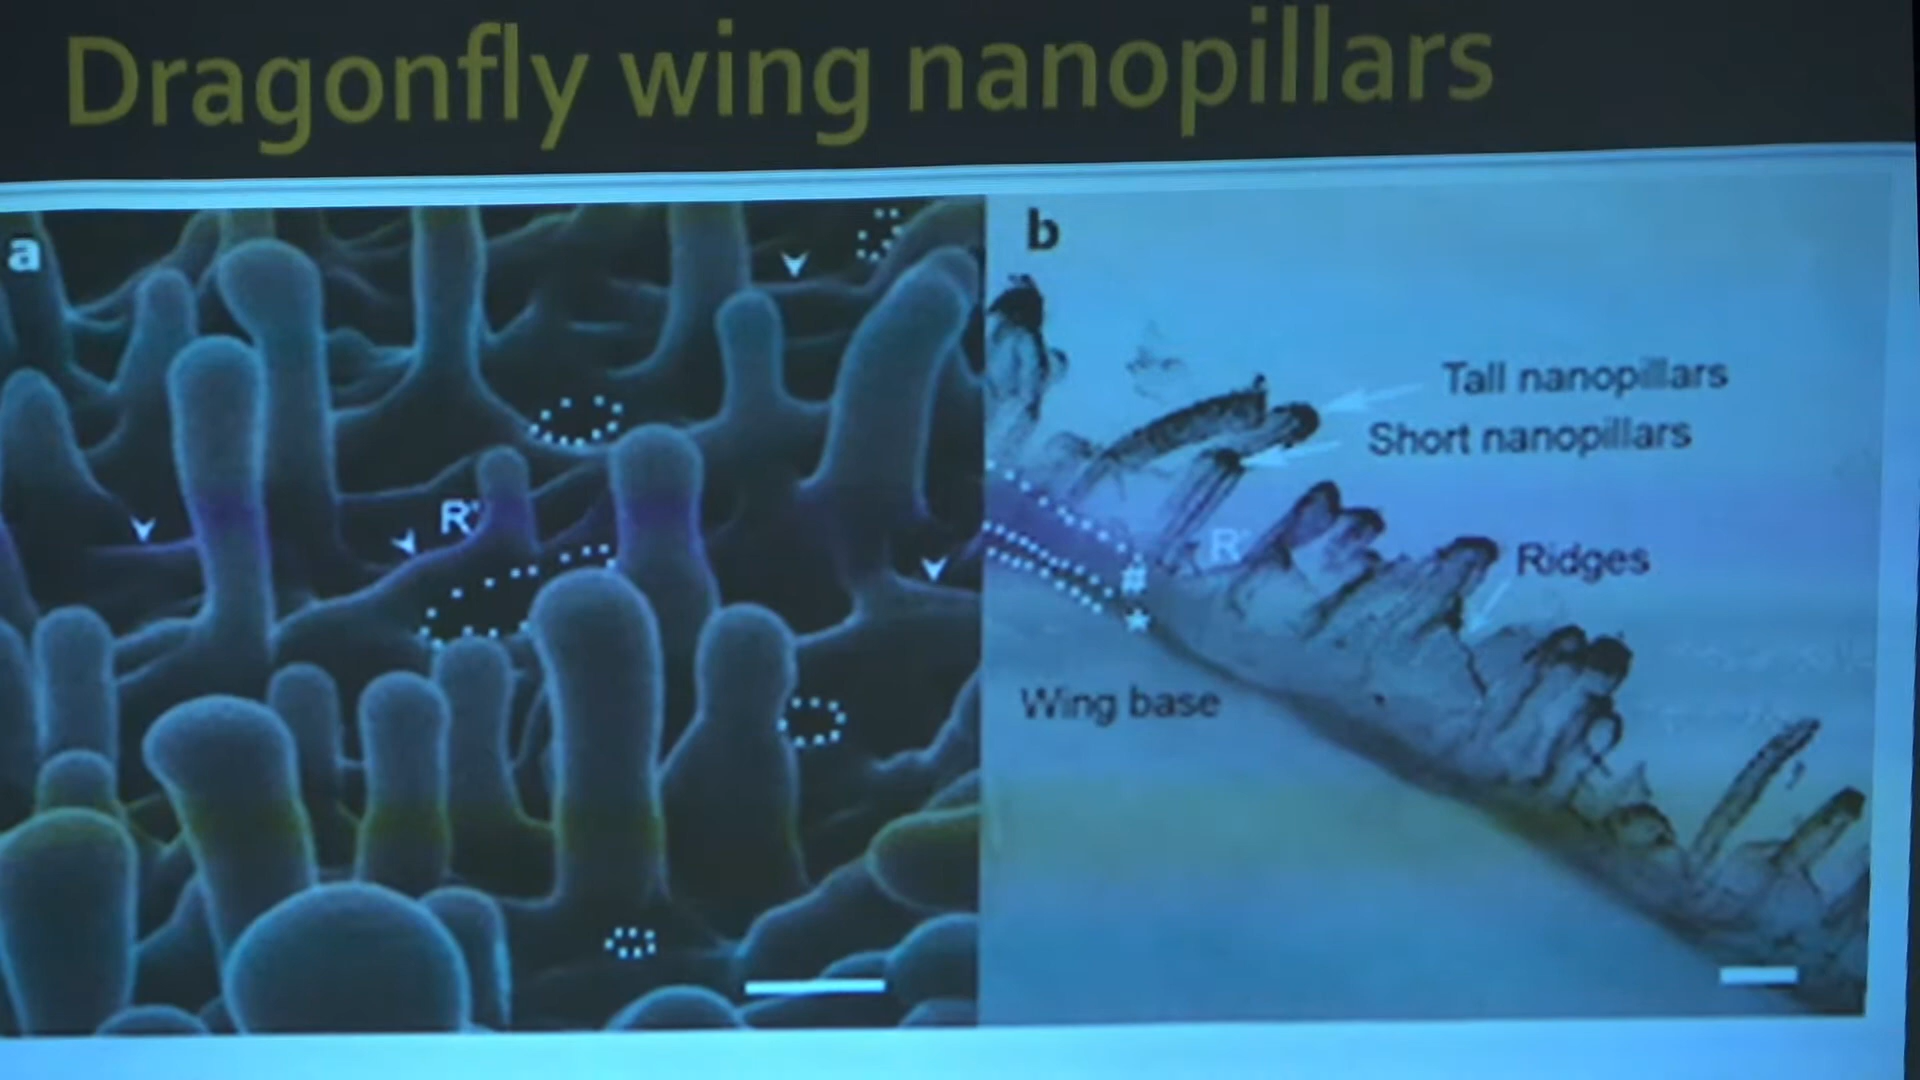 Dragonfly wing nanopillars
a
R'
b
Tall nanopillars
Short nanopillars
R'
Ridges
#
Wing base